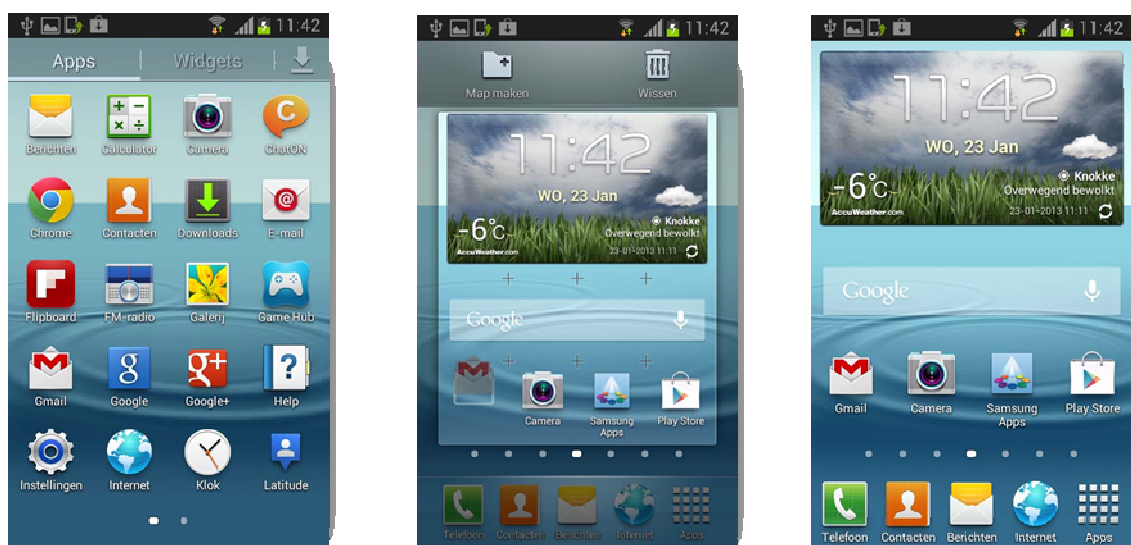 11:42
Apps
Widgets
Berichten
Calculator
Camera
ChatON
Chrome
Contacten
Downloads
E-mail
Flipboard
FM-radio
Galerij
Game Hub
Gmail
Google
Google+
Help
Instellingen
Internet
Klok
Latitude
11:42
Map maken
Wissen
11:42
WO, 23 Jan
-6°C
Knokke
Overwegend bewolkt
AccuWeather.com
23-01-2013 11:11
Google
Camera
Samsung
Apps
Play Store
Telefoon
Contacten
Berichten
Internet
Apps
11:42
11:42
WO, 23 Jan
-6°C
Knokke
Overwegend bewolkt
AccuWeather.com
23-01-2013 11:11
Google
Gmail
Camera
Samsung
Apps
Play Store
Telefoon
Contacten
Berichten
Internet
Apps